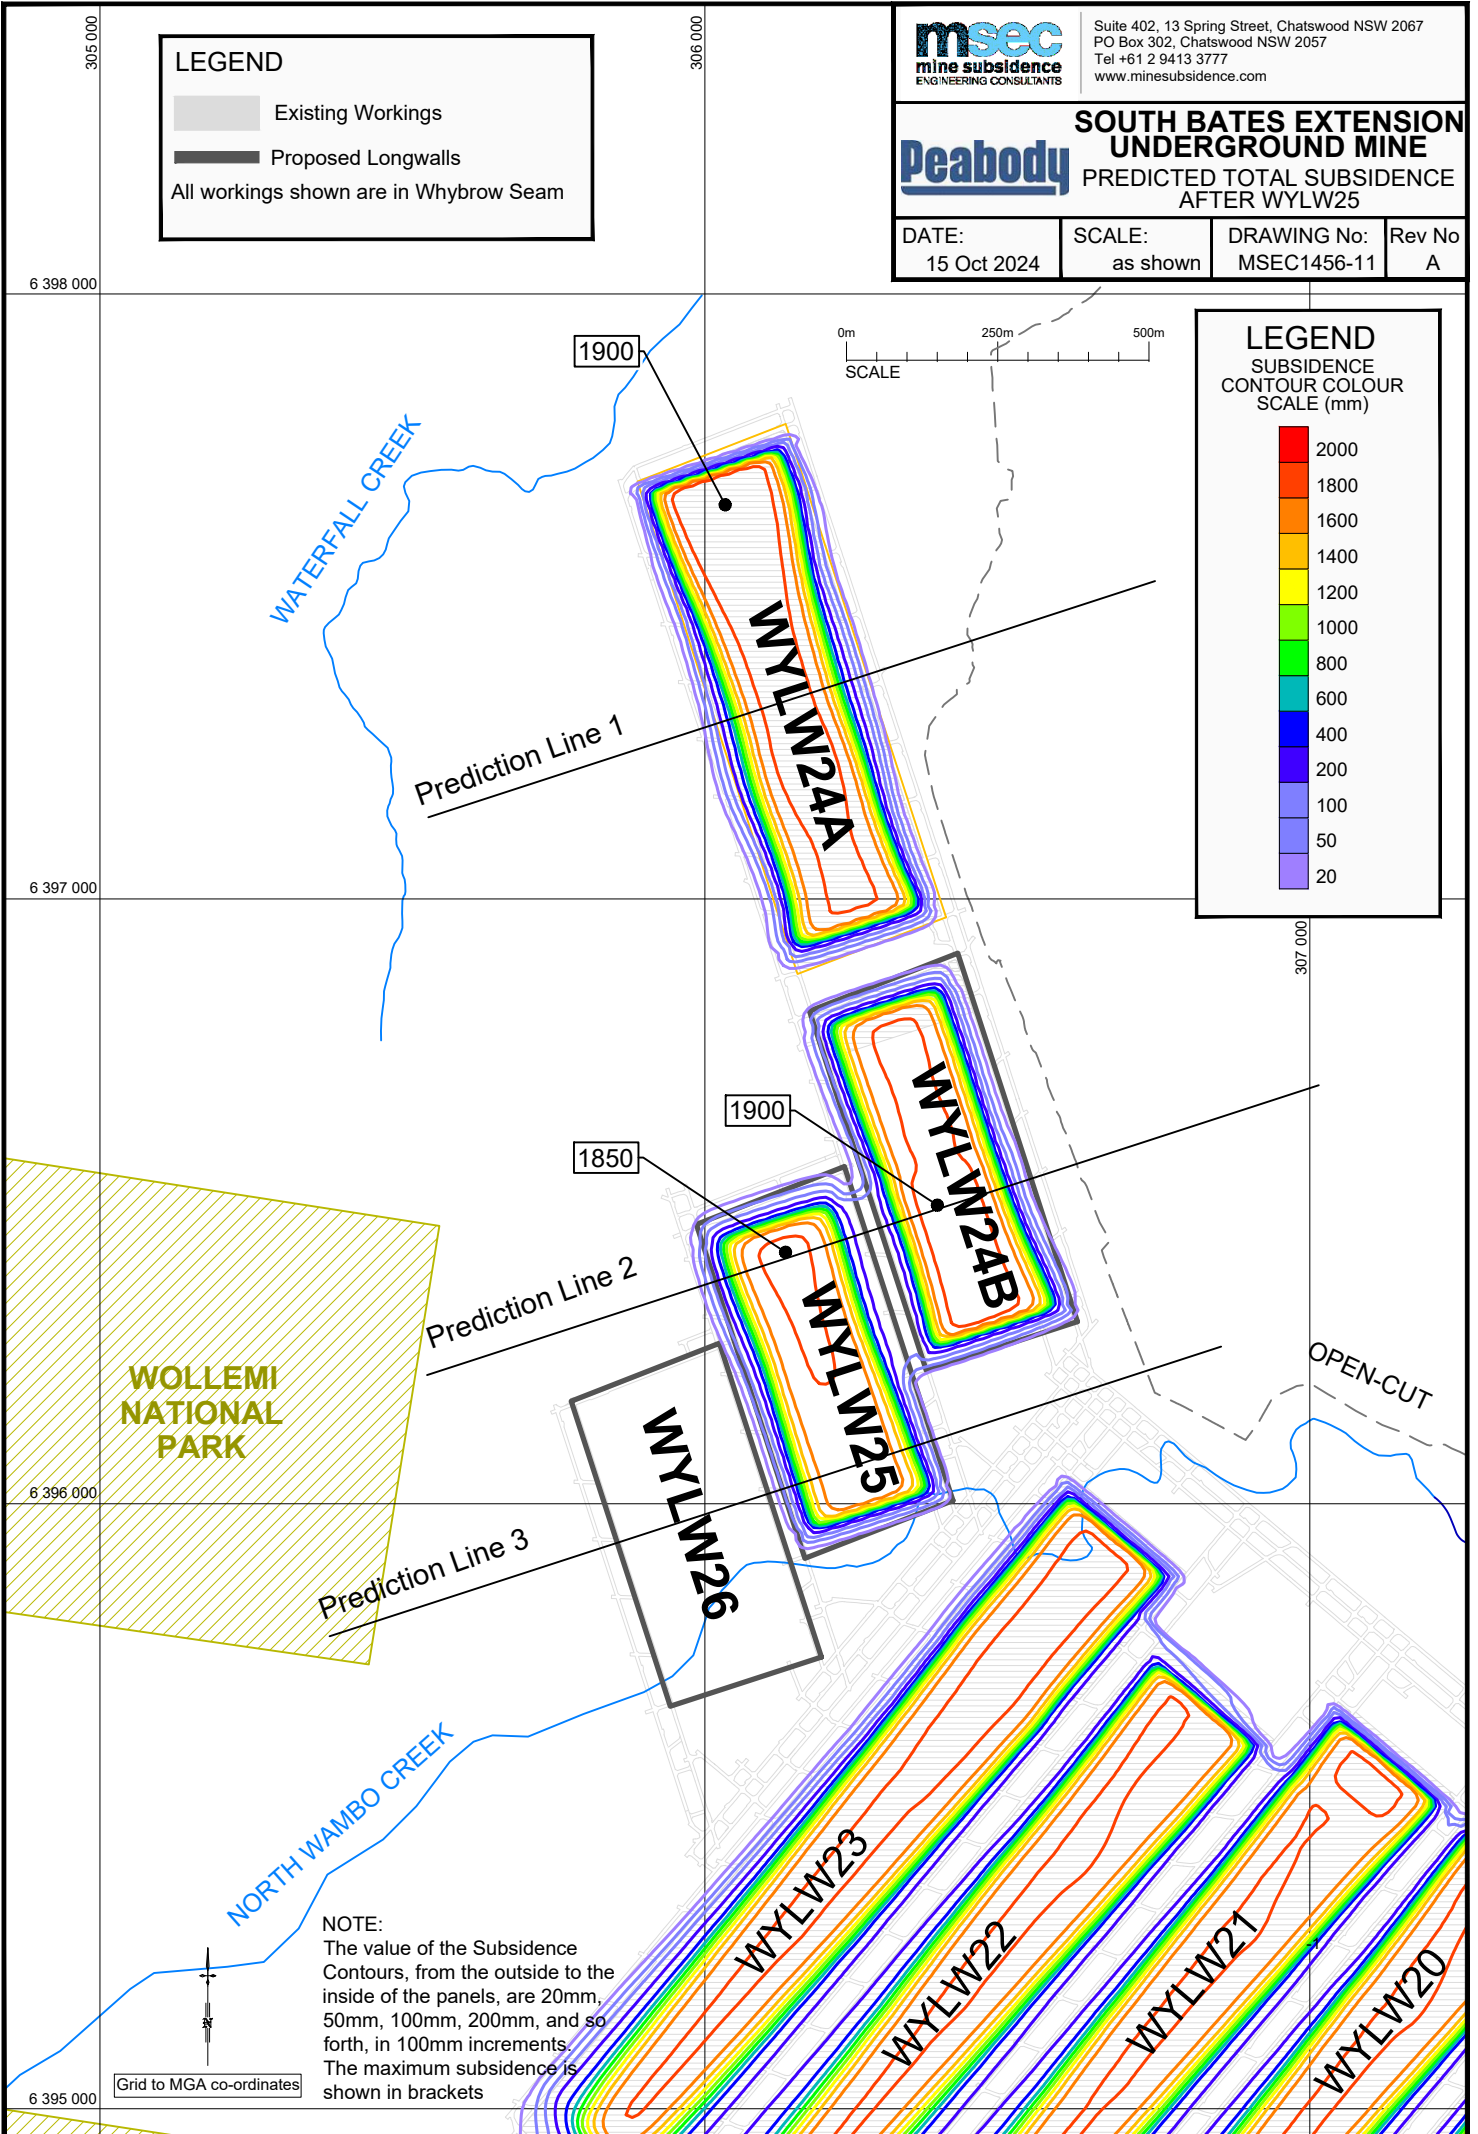 305 000
306 000
LEGEND
Existing Workings
Proposed Longwalls
All workings shown are in Whybrow Seam
msec
mine subsidence
ENGINEERING CONSULTANTS
Suite 402, 13 Spring Street, Chatswood NSW 2067
PO Box 302, Chatswood NSW 2057
Tel +61 2 9413 3777
www.minesubsidence.com
Peabody
SOUTH BATES EXTENSION
UNDERGROUND MINE
PREDICTED TOTAL SUBSIDENCE
AFTER WYLW25
DATE:
15 Oct 2024
SCALE:
as shown
DRAWING No:
MSEC1456-11
Rev No
A
6 398 000
0m 250m 500m
SCALE
LEGEND
SUBSIDENCE
CONTOUR COLOUR
SCALE (mm)
2000
1800
1600
1400
1200
1000
800
600
400
200
100
50
20
1900
WATERFALL CREEK
WYLW24A
Prediction Line 1
6 397 000
307 000
1900
1850
WYLW24B
Prediction Line 2
WYLW25
WOLLEMI
NATIONAL
PARK
OPEN-CUT
WYLW26
6 396 000
Prediction Line 3
NORTH WAMBO CREEK
WYLW23
WYLW22
WYLW21
WYLW20
-1
NOTE:
The value of the Subsidence
Contours, from the outside to the
inside of the panels, are 20mm,
50mm, 100mm, 200mm, and so
forth, in 100mm increments.
The maximum subsidence is
shown in brackets
N
Grid to MGA co-ordinates
6 395 000